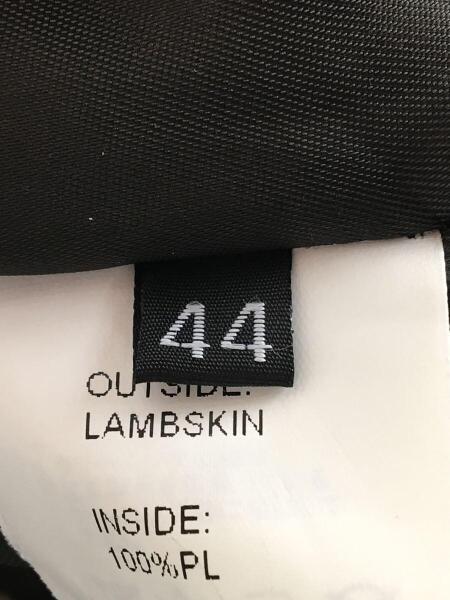 44
OUTSIDE:
LAMBSKIN
INSIDE:
100%PL